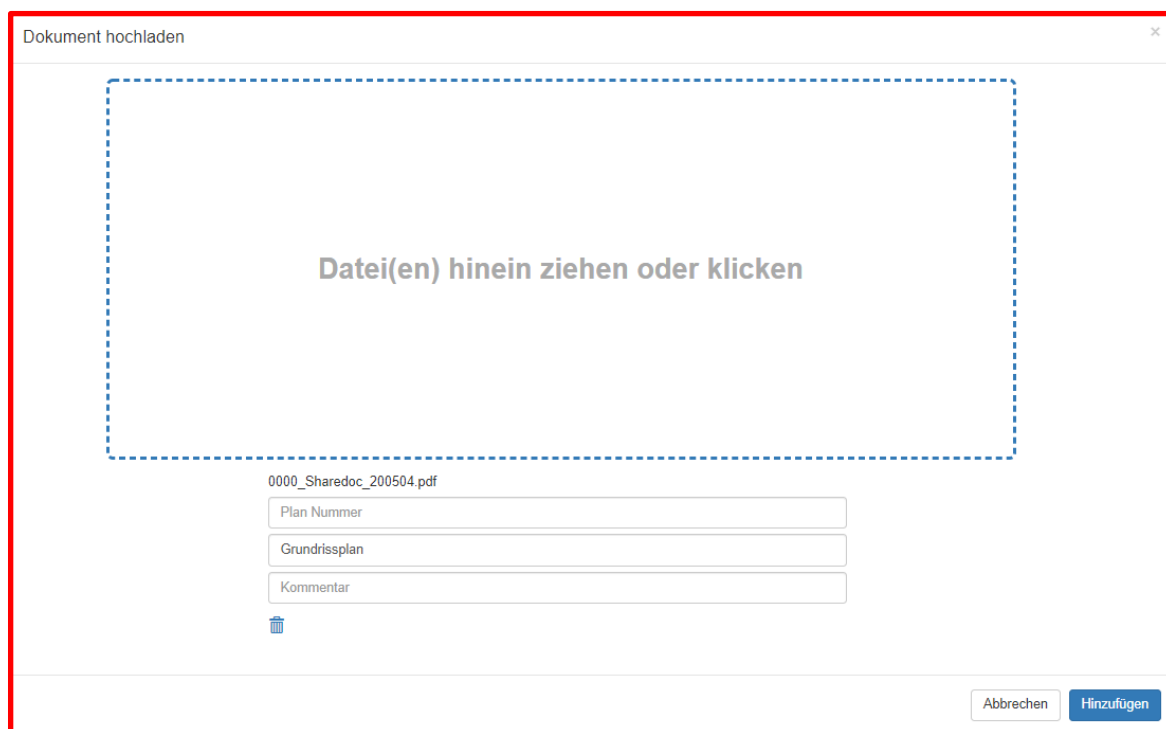 Dokument hochladen
×
Datei(en) hinein ziehen oder klicken
0000_Sharedoc_200504.pdf
Plan Nummer
Grundrissplan
Kommentar
Abbrechen
Hinzufügen